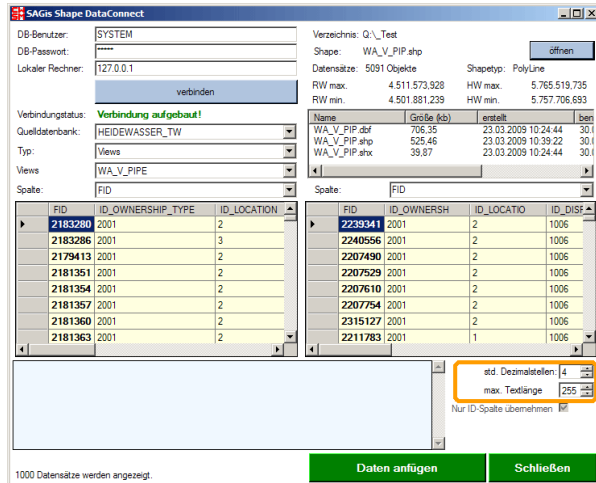 SAGis Shape DataConnect
DB-Benutzer: SYSTEM
DB-Passwort: *****
Lokaler Rechner: 127.0.0.1
verbinden
Verbindungstatus: Verbindung aufgebaut!
Quelldatenbank: HEIDEWASSER_TW
Typ: Views
Views WA_V_PIPE
Spalte: FID
FID ID_OWNERSHIP_TYPE ID_LOCATION
2183280 2001 2
2183286 2001 3
2179413 2001 2
2181351 2001 2
2181354 2001 2
2181357 2001 2
2181360 2001 2
2181363 2001 2
Verzeichnis: Q:\_Test
Shape: WA_V_PIP.shp öffnen
Datensätze: 5091 Objekte Shapetyp: PolyLine
RW max. 4.511.573,928 HW max. 5.765.519,735
RW min. 4.501.881,239 HW min. 5.757.706,693
Name Größe (kb) erstellt ben
WA_V_PIP.dbf 706,35 23.03.2009 10:24:44 30.0
WA_V_PIP.shp 525,46 23.03.2009 10:39:22 30.0
WA_V_PIP.shx 39,87 23.03.2009 10:24:44 30.0
Spalte: FID
FID ID_OWNERSH ID_LOCATIO ID_DISP
2239341 2001 2 1006
2240556 2001 2 1006
2207490 2001 2 1006
2207529 2001 2 1006
2207610 2001 2 1006
2207754 2001 2 1006
2315127 2001 2 1006
2211783 2001 1 1006
std. Dezimalstellen: 4
max. Textlänge 255
Nur ID-Spalte übernehmen
1000 Datensätze werden angezeigt.
Daten anfügen Schließen